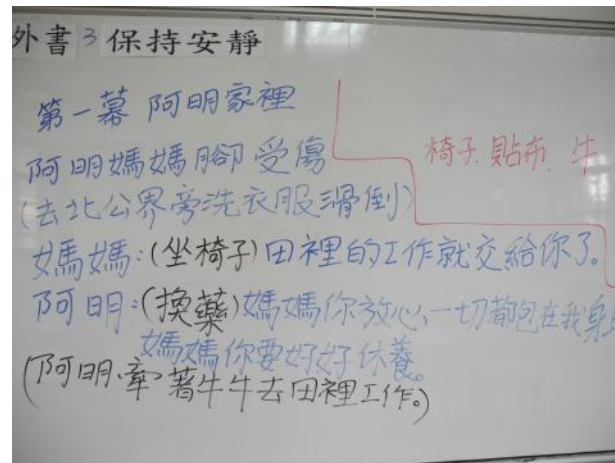 外書 3 保持安靜
第一幕 阿明家裡
椅子、貼布、牛
阿明媽媽腳受傷
(去北公界旁洗衣服滑倒)
媽媽:(坐椅子)田裡的工作就交給你了。
阿明:(換藥)媽媽你放心,一切都包在我身
媽媽你要好好休養。
(阿明牽著牛牛去田裡工作。)